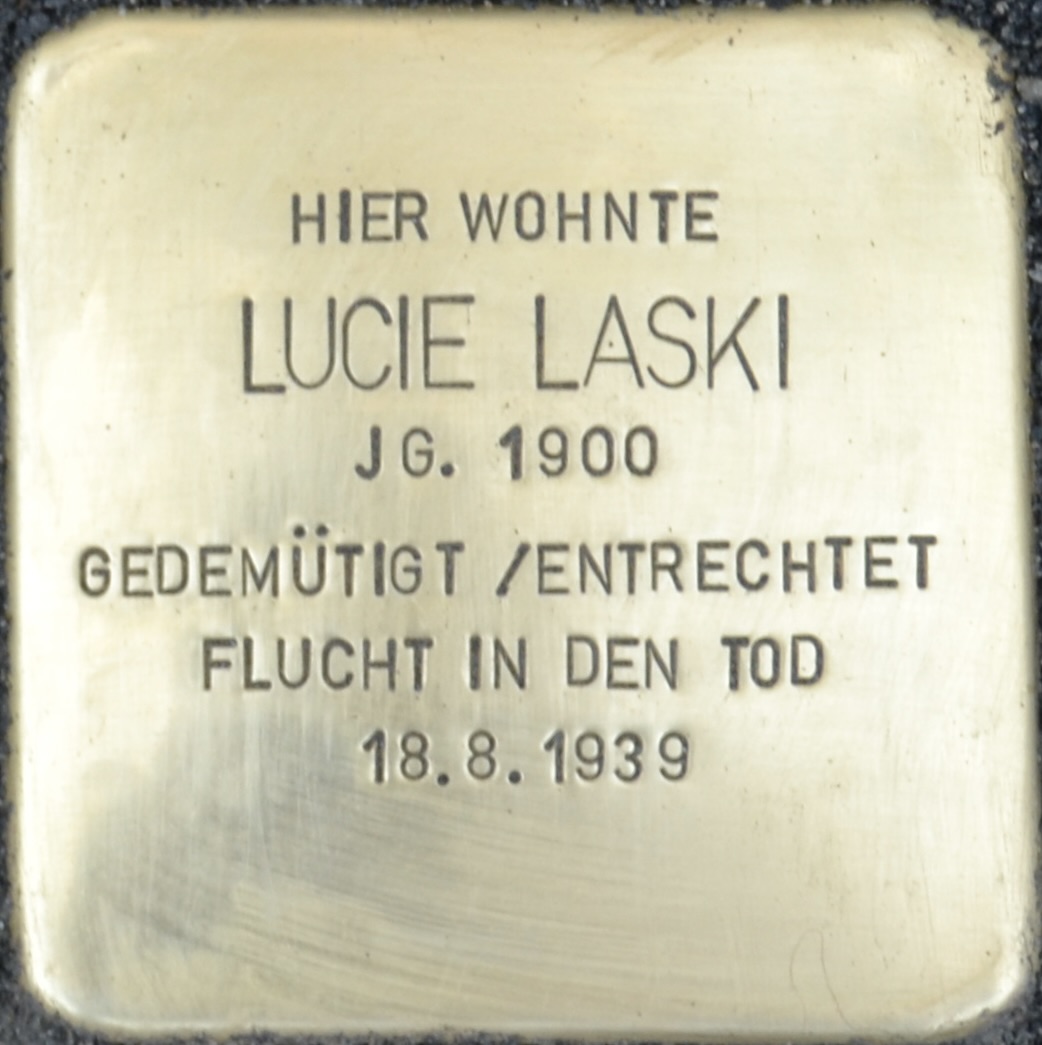 HIER WOHNTE
LUCIE LASKI
JG. 1900
GEDEMÜTIGT / ENTRECHTET
FLUCHT IN DEN TOD
18.8.1939